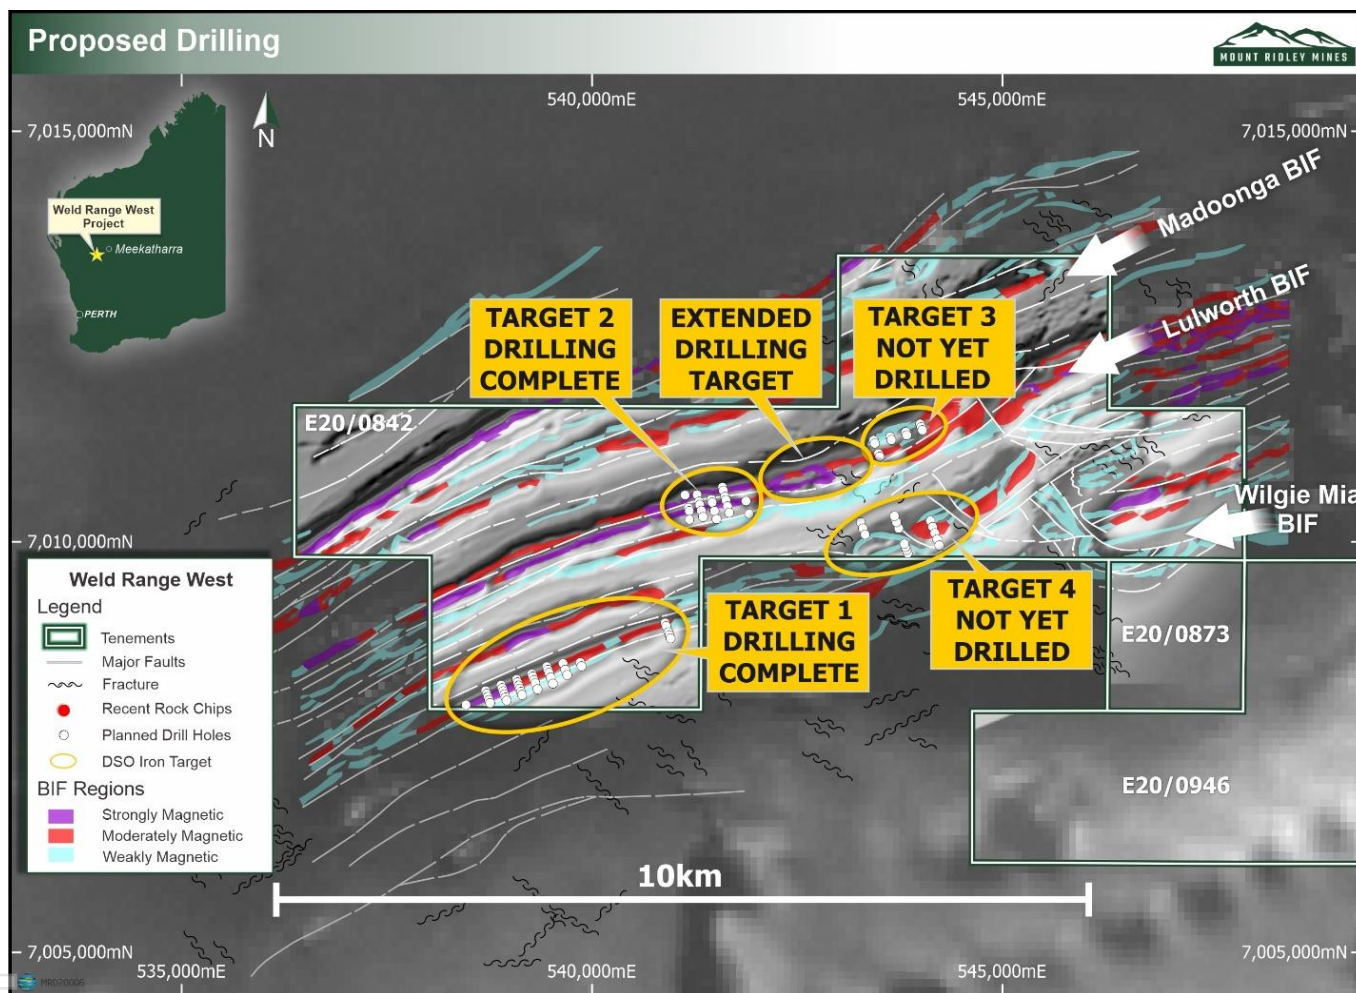 Proposed Drilling
MOUNT RIDLEY MINES
540,000mE
545,000mE
7,015,000mN
7,015,000mN
N
Weld Range West
Project
Meekatharra
PERTH
Madoonga BIF
Lulworth BIF
Wilgie Mia
BIF
TARGET 2
DRILLING
COMPLETE
EXTENDED
DRILLING
TARGET
TARGET 3
NOT YET
DRILLED
E20/0842
7,010,000mN
TARGET 1
DRILLING
COMPLETE
TARGET 4
NOT YET
DRILLED
E20/0873
E20/0946
Weld Range West
Legend
Tenements
Major Faults
Fracture
Recent Rock Chips
Planned Drill Holes
DSO Iron Target
BIF Regions
Strongly Magnetic
Moderately Magnetic
Weakly Magnetic
10km
7,005,000mN
7,005,000mN
535,000mE
540,000mE
545,000mE
MRD20006